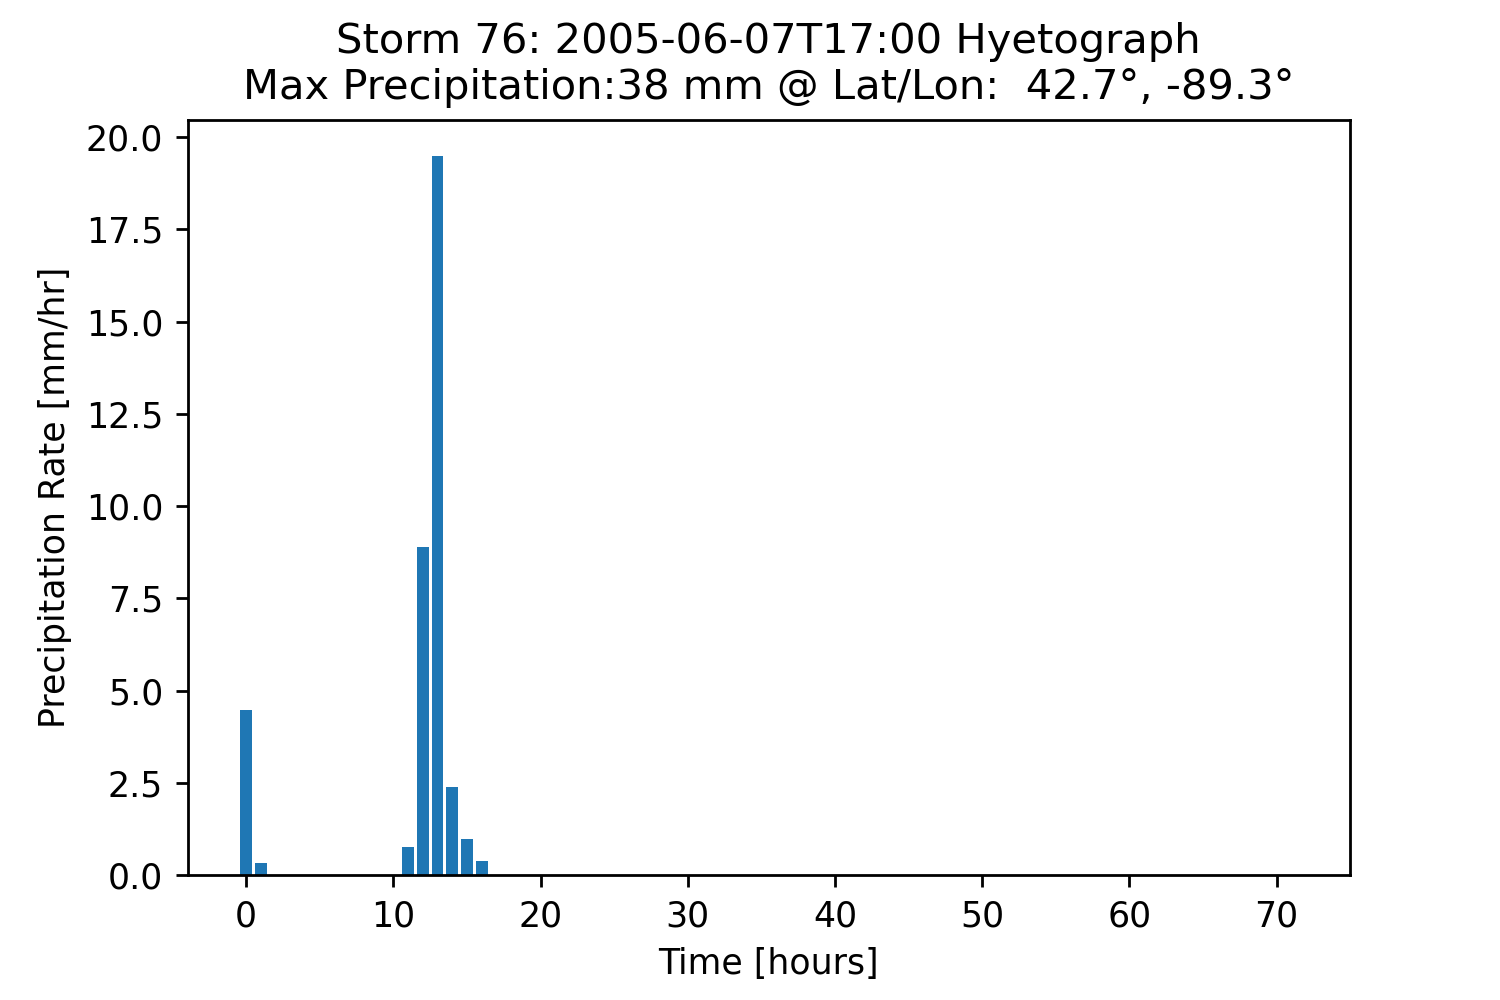 Storm 76: 2005-06-07T17:00 Hyetograph
Max Precipitation:38 mm @ Lat/Lon:  42.7°, -89.3°
20.0
17.5
15.0
12.5
10.0
7.5
5.0
2.5
0.0
Precipitation Rate [mm/hr]
0 10 20 30 40 50 60 70
Time [hours]